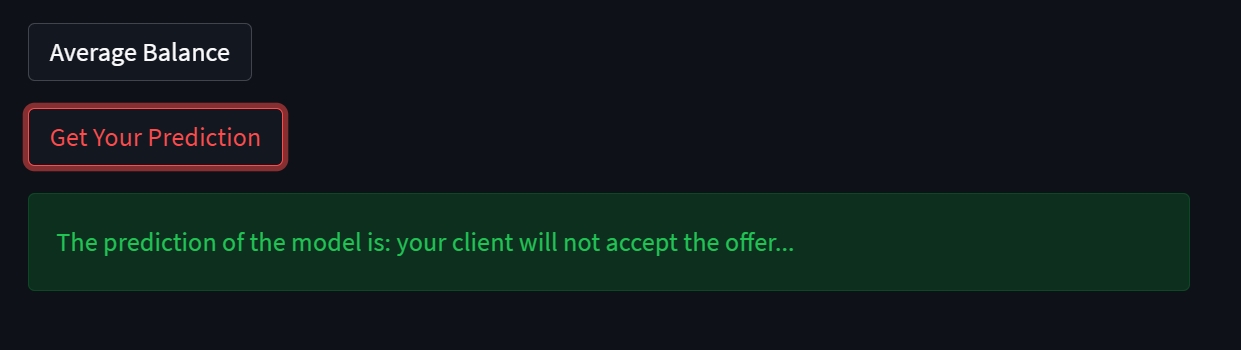 Average Balance
Get Your Prediction
The prediction of the model is: your client will not accept the offer...